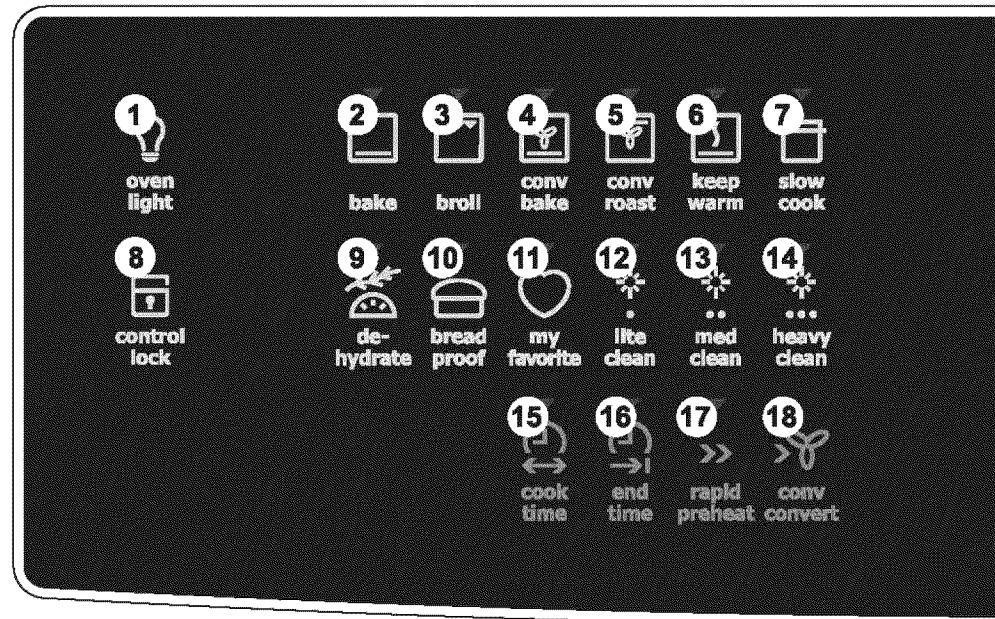 1 2 3 4 5 6 7
oven bake broil conv conv keep slow
light bake roast warm cook
8 9 10 11 12 13 14
control de- bread my lite med heavy
lock hydrate proof favorite clean clean clean
15 16 17 18
cook end rapid conv
time time preheat convert